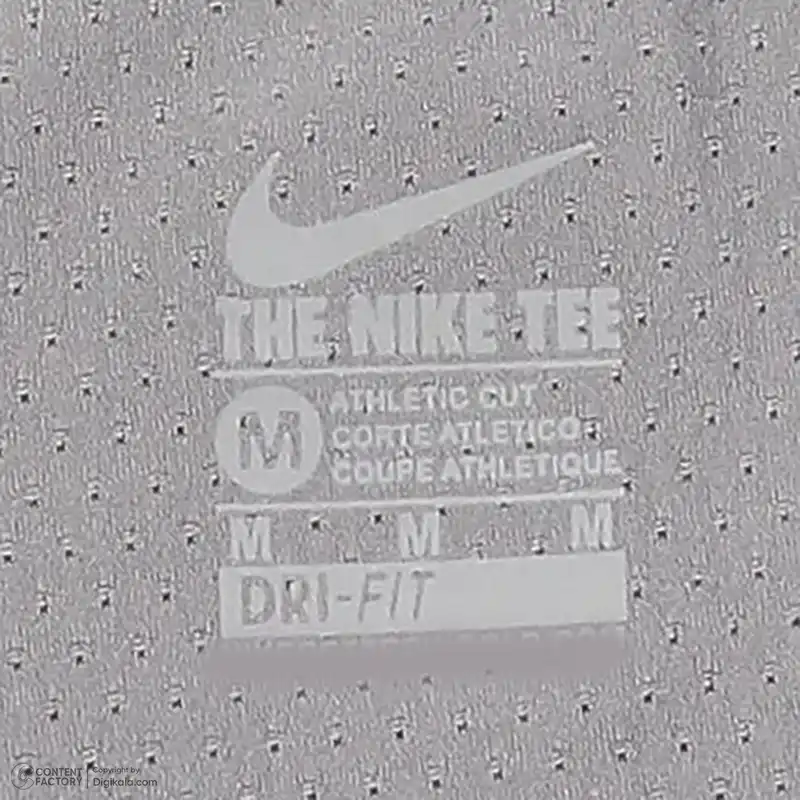 THE NIKE TEE
M
ATHLETIC CUT
CORTE ATLETICO
COUPE ATHLETIQUE
M M M
DRI-FIT
CONTENT FACTORY
Copyright by
Digikala.com